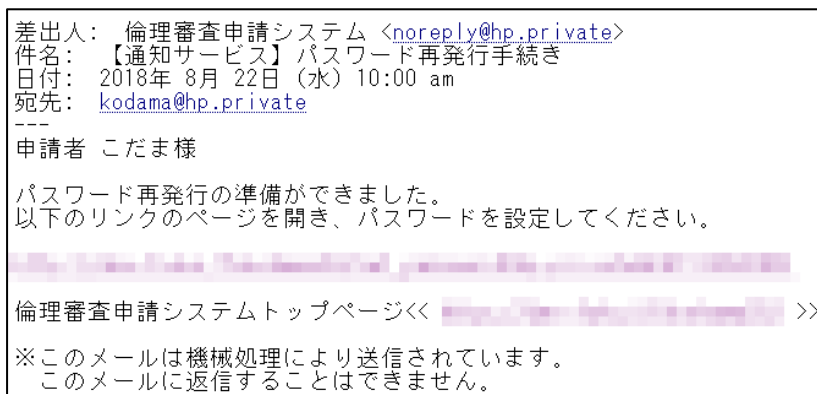 差出人： 倫理審査申請システム <noreply@hp.private>
件名： 【通知サービス】パスワード再発行手続き
日付： 2018年 8月 22日（水）10:00 am
宛先： kodama@hp.private
---
申請者 こだま様
パスワード再発行の準備ができました。
以下のリンクのページを開き、パスワードを設定してください。
倫理審査申請システムトップページ<< >>
※このメールは機械処理により送信されています。
このメールに返信することはできません。